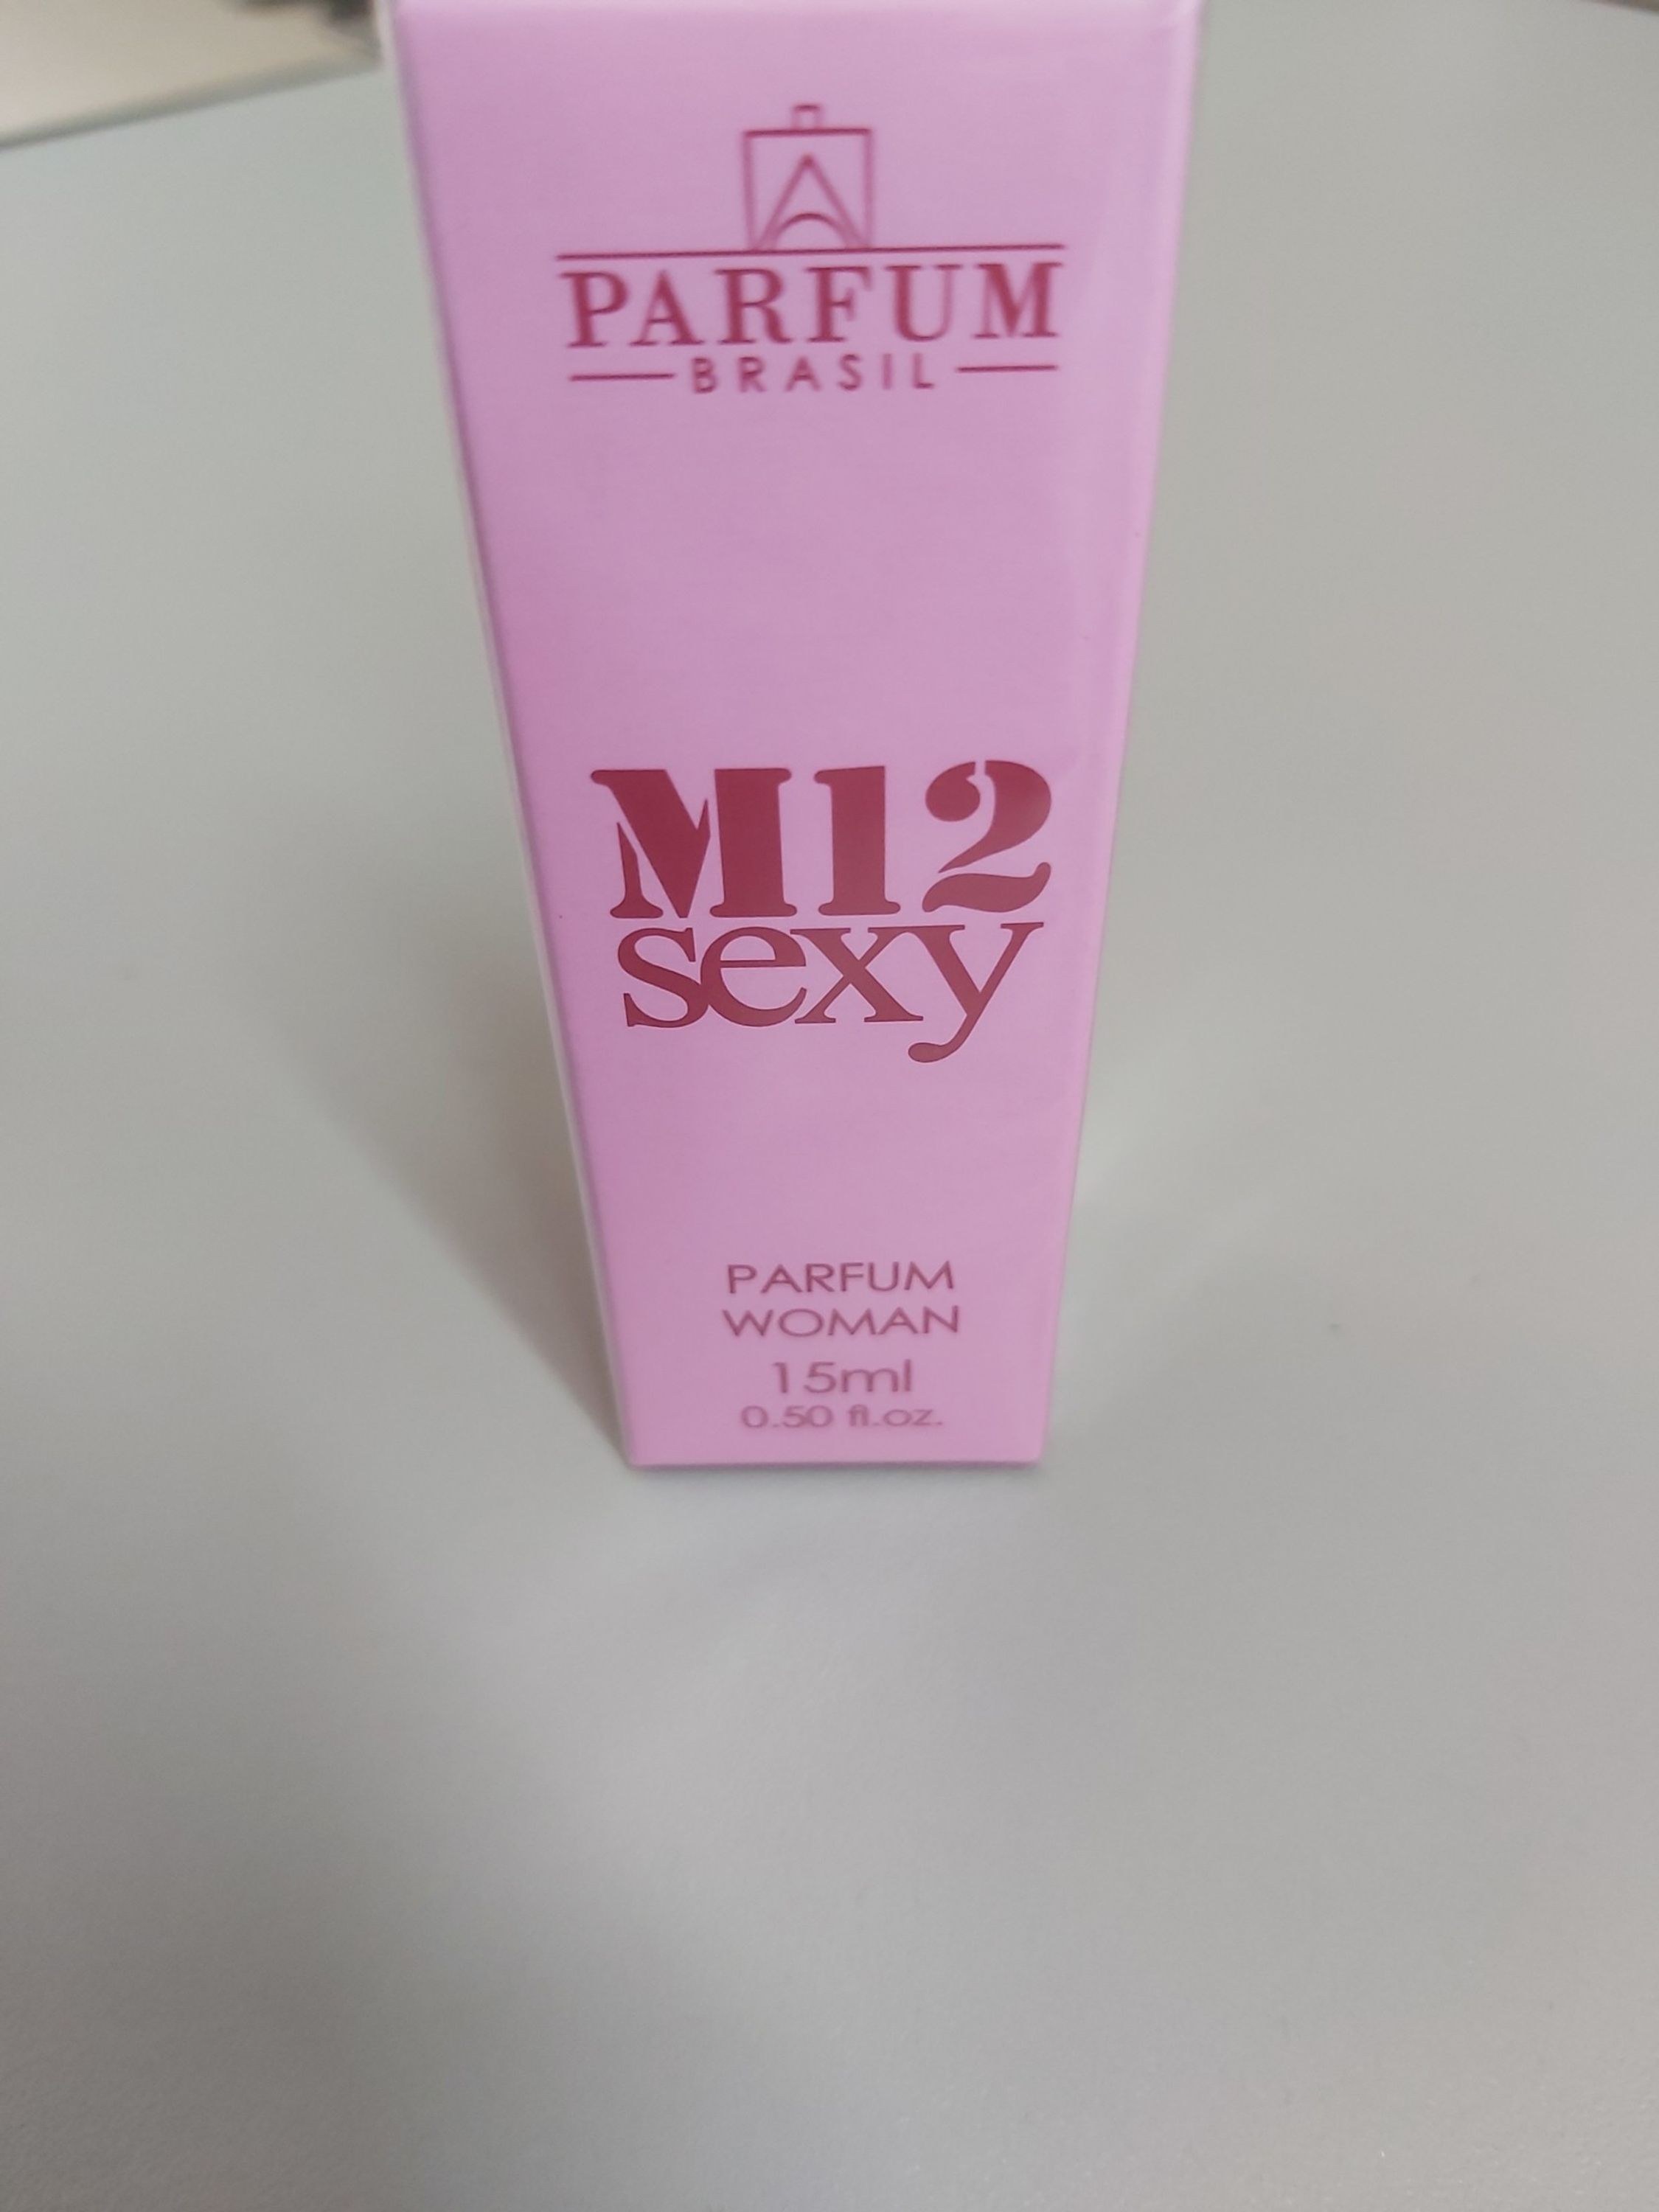 PARFUM
BRASIL
M12
sexy
PARFUM
WOMAN
15ml
0.50 fl.oz.